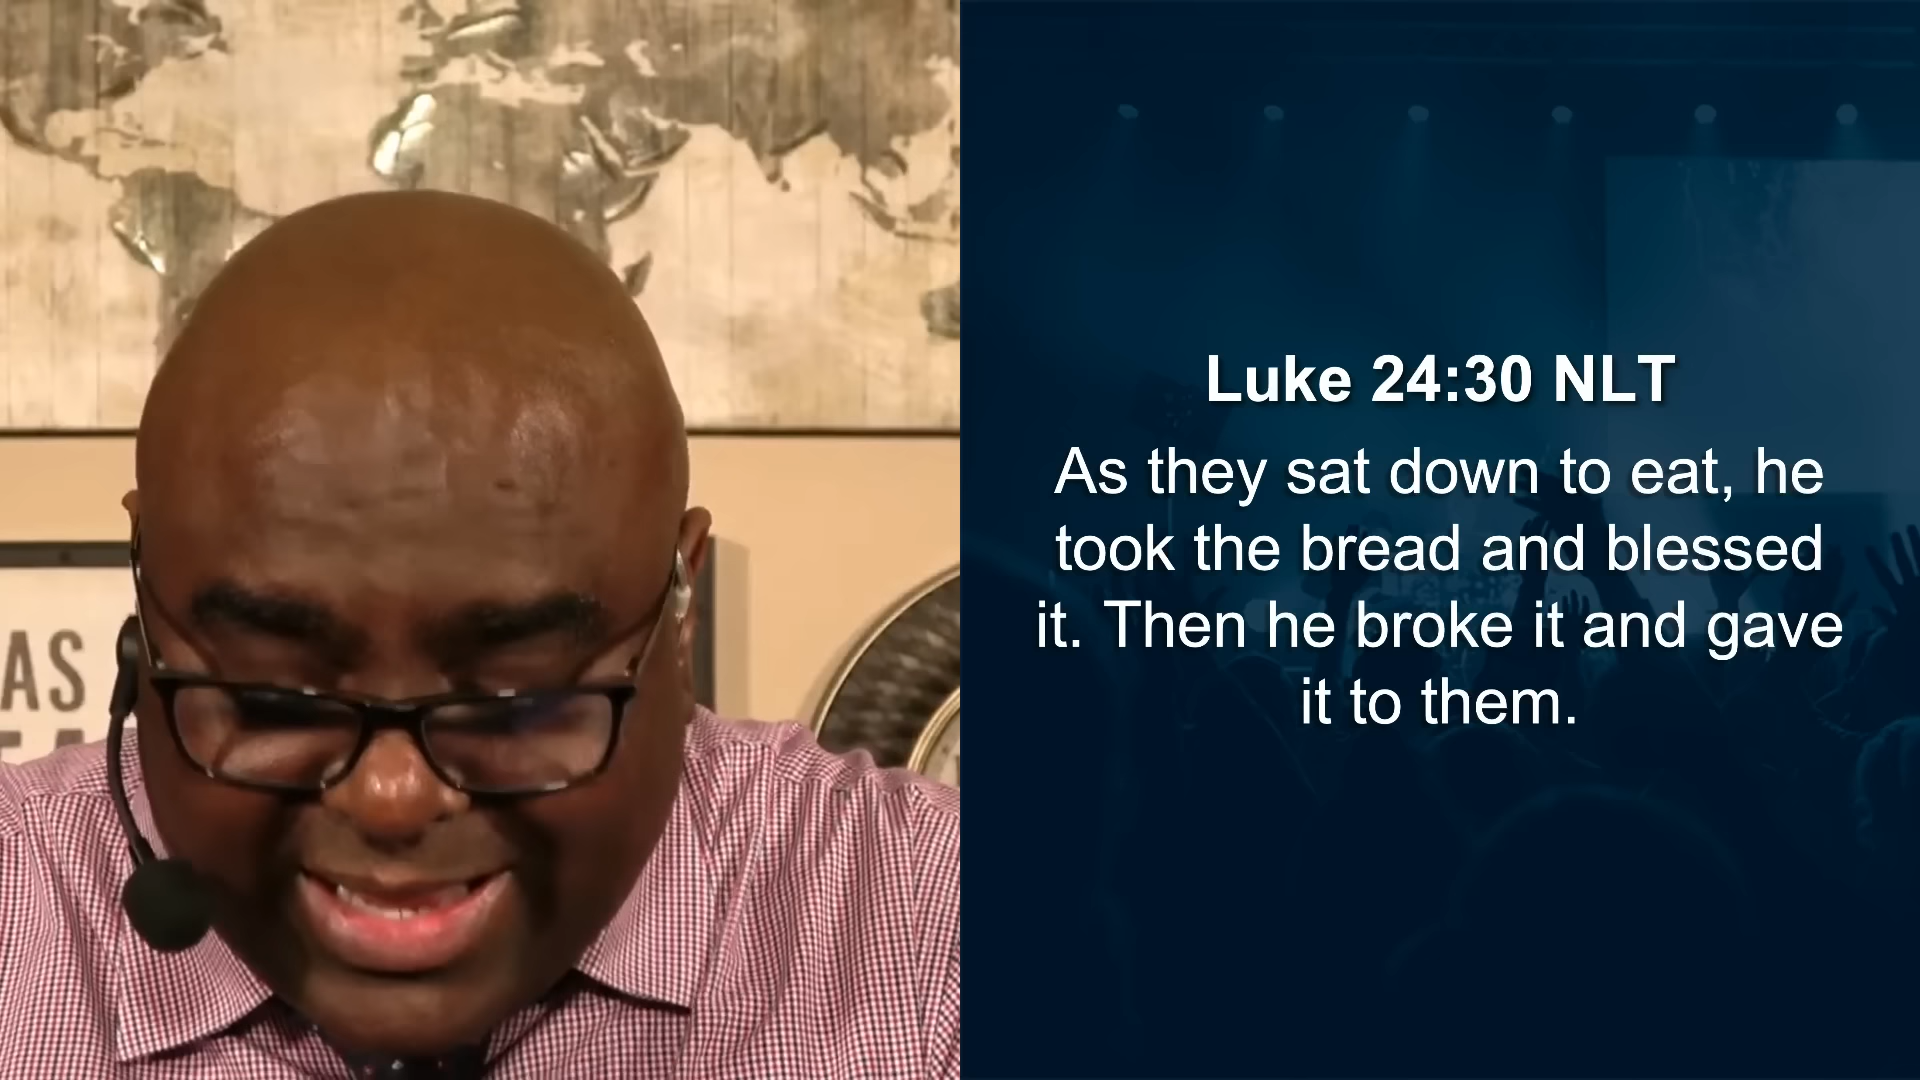 AS
Luke 24:30 NLT
As they sat down to eat, he
took the bread and blessed
it. Then he broke it and gave
it to them.